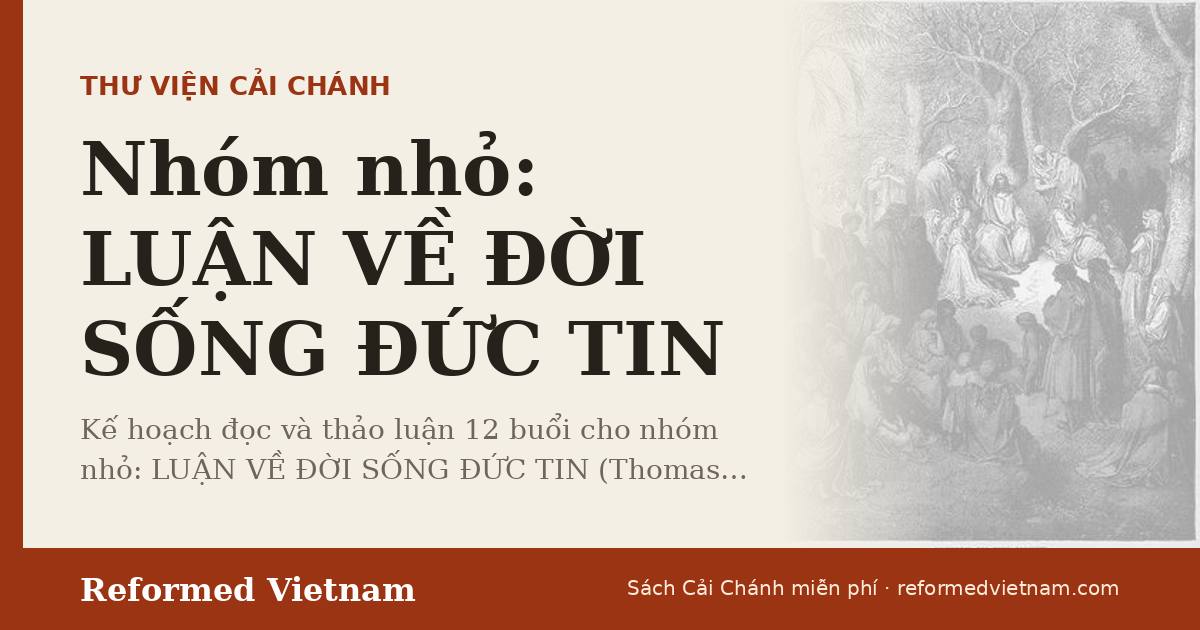 THƯ VIỆN CẢI CHÁNH
Nhóm nhỏ:
LUẬN VỀ ĐỜI
SỐNG ĐỨC TIN
Kế hoạch đọc và thảo luận 12 buổi cho nhóm
nhỏ: LUẬN VỀ ĐỜI SỐNG ĐỨC TIN (Thomas...
Reformed Vietnam
Sách Cải Chánh miễn phí · reformedvietnam.com